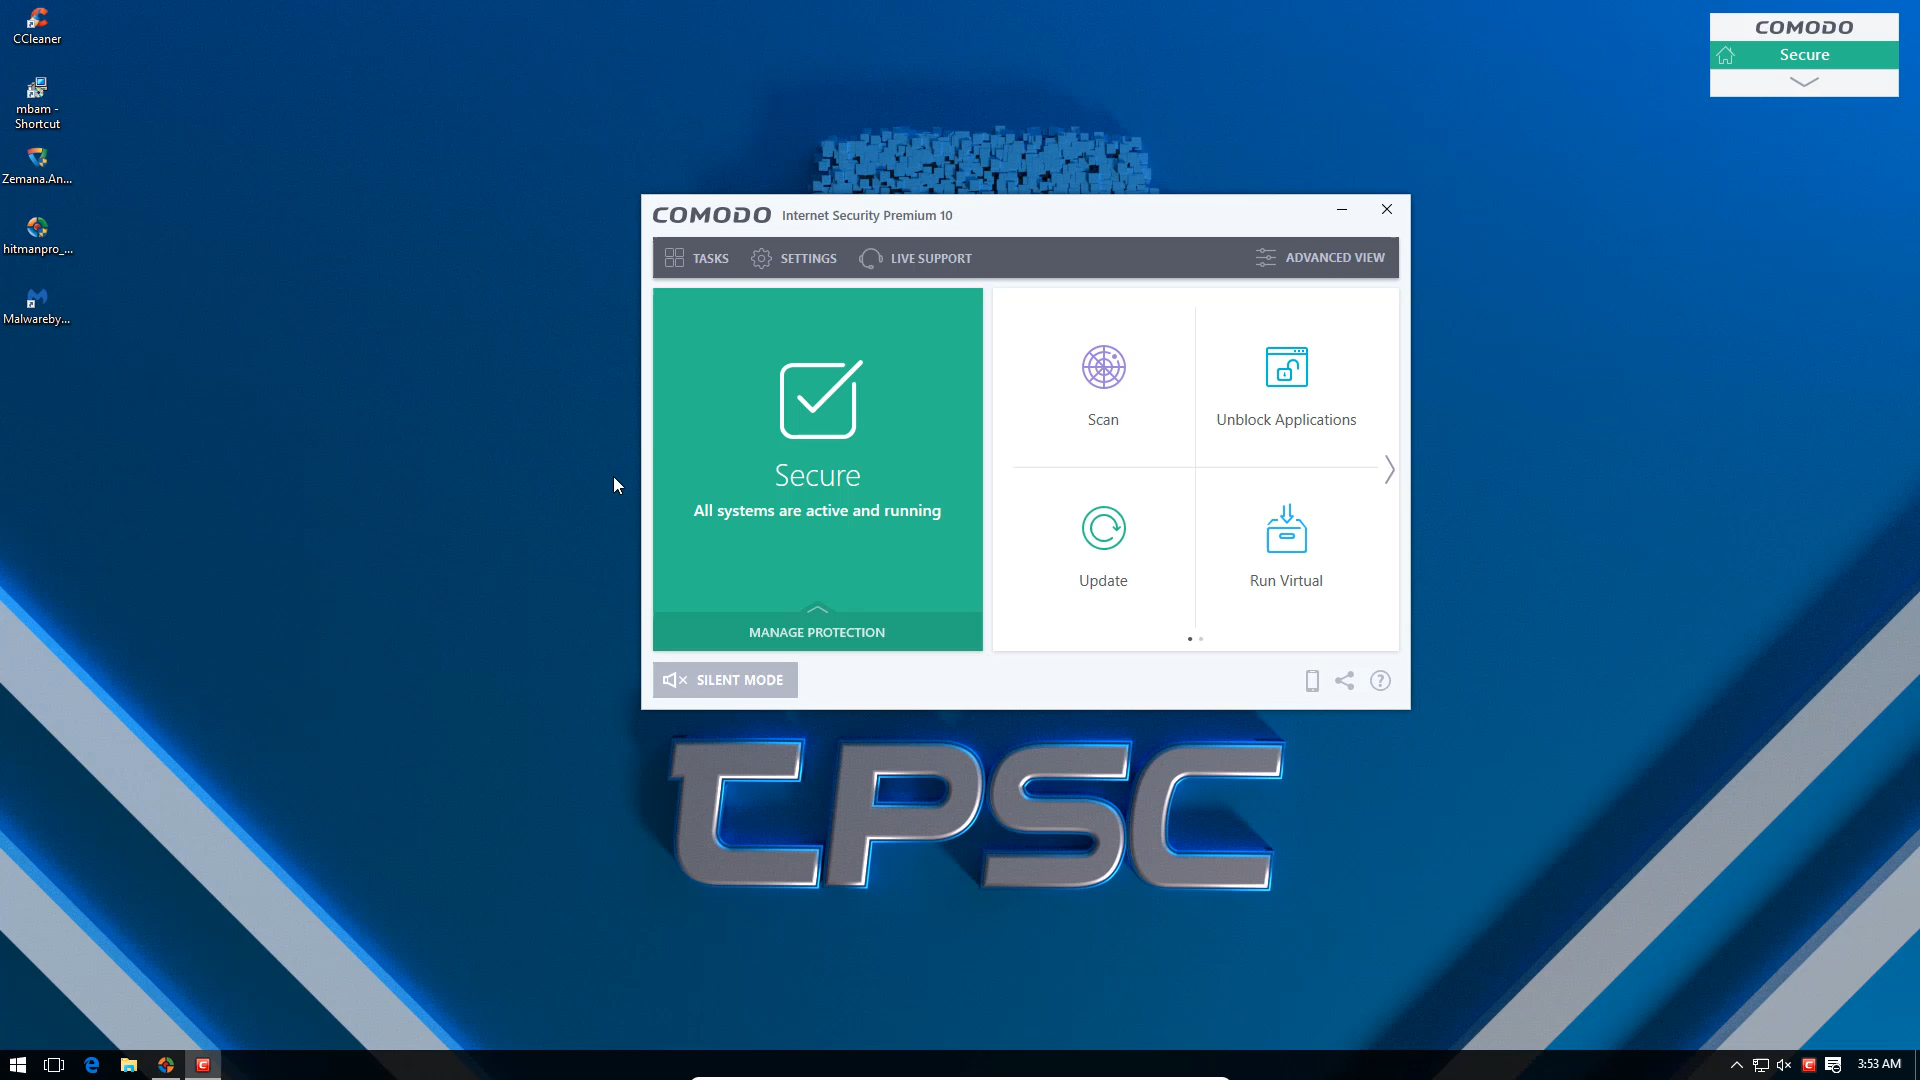 CCleaner
mbam -
Shortcut
Zemana.An...
hitmanpro_...
Malwareby...
COMODO
Secure
COMODO Internet Security Premium 10
TASKS SETTINGS LIVE SUPPORT ADVANCED VIEW
Secure
All systems are active and running
MANAGE PROTECTION
Scan
Unblock Applications
Update
Run Virtual
SILENT MODE
TPSC
3:53 AM